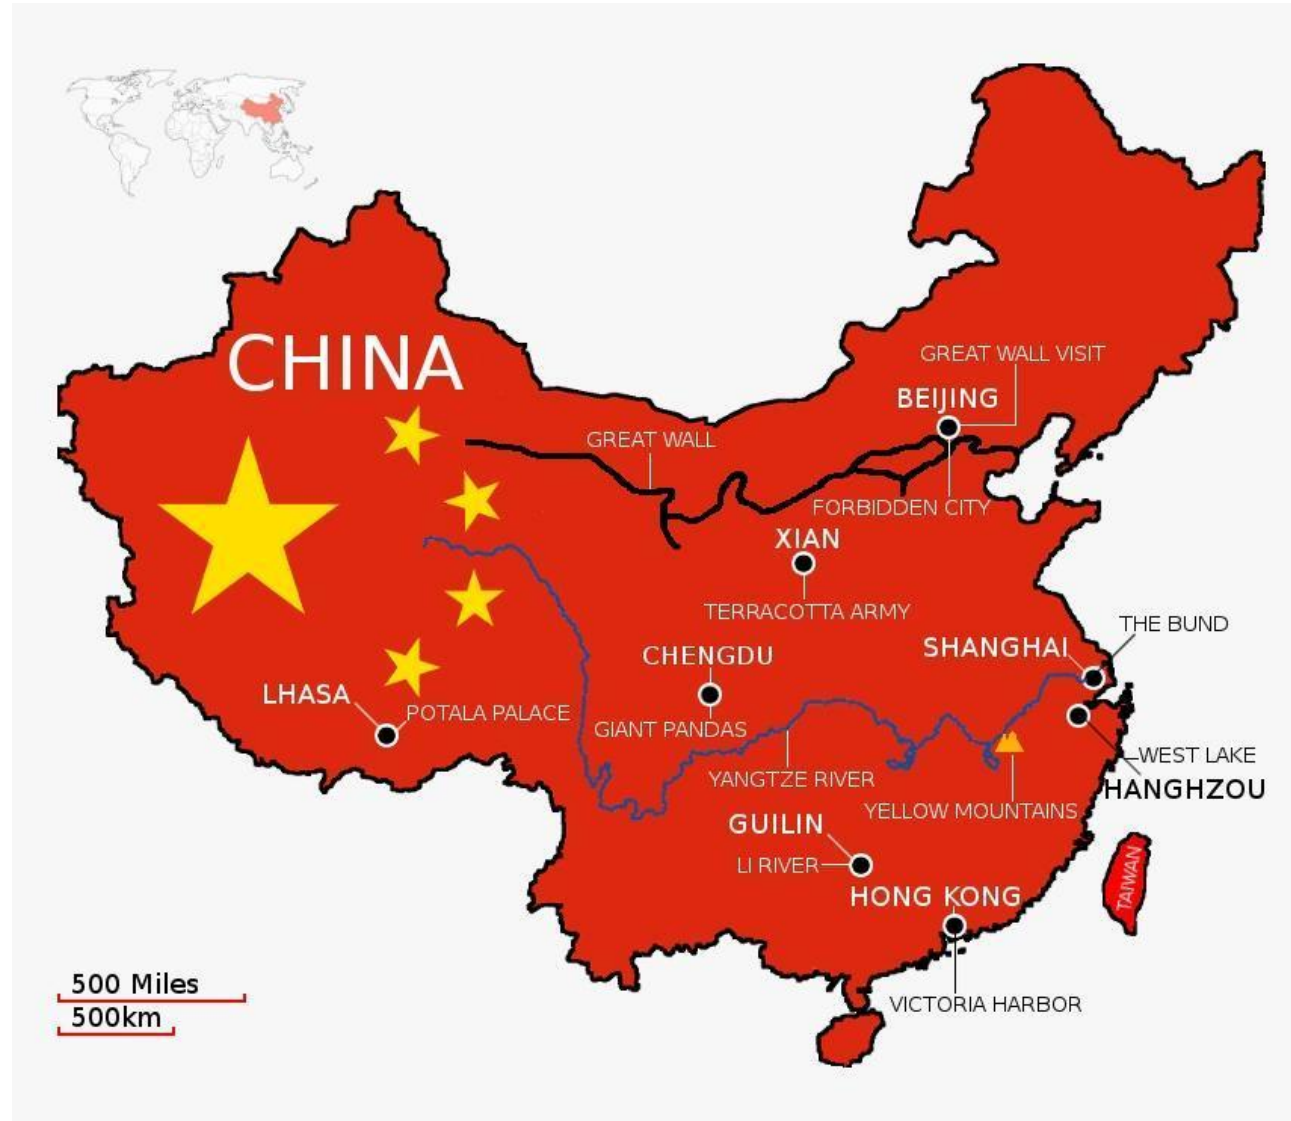 CHINA
GREAT WALL VISIT
BEIJING
GREAT WALL
FORBIDDEN CITY
XIAN
TERRACOTTA ARMY
THE BUND
SHANGHAI
CHENGDU
LHASA
POTALA PALACE
GIANT PANDAS
WEST LAKE
YANGTZE RIVER
HANGHZOU
YELLOW MOUNTAINS
GUILIN
LI RIVER
TAIWAN
HONG KONG
500 Miles
VICTORIA HARBOR
500km